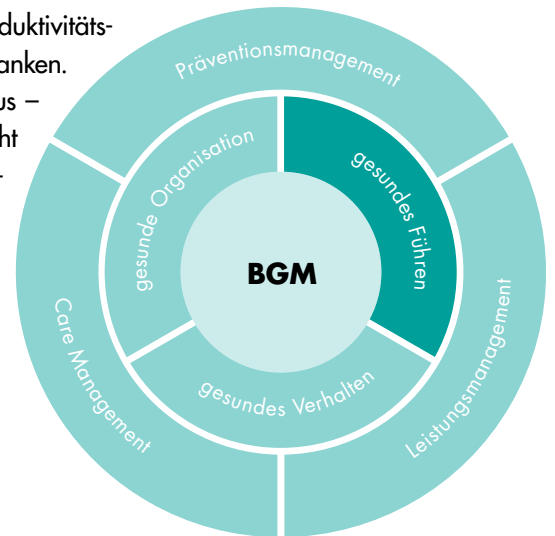 duktivitäts-
anken.
us –
ht
-
Präventionsmanagement
gesunde Organisation
gesundes Führen
BGM
gesundes Verhalten
Care Management
Leistungsmanagement